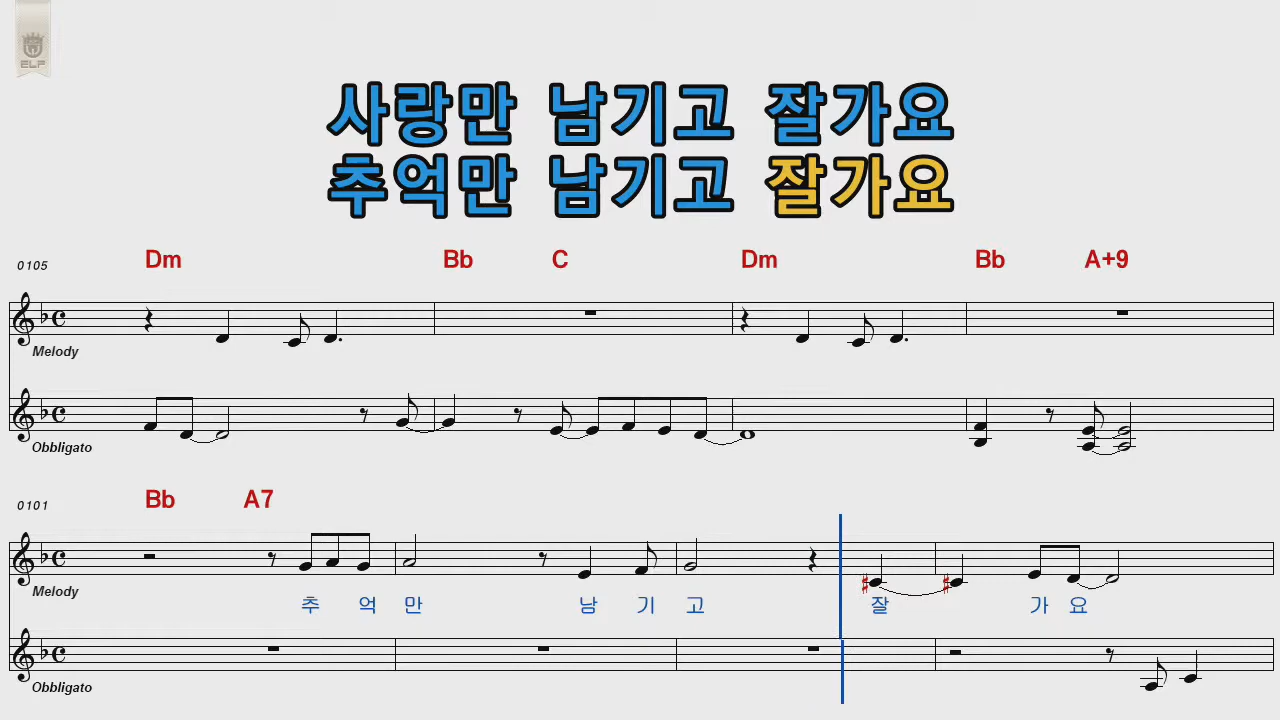 ELF
사랑만 남기고 잘가요
추억만 남기고 잘가요
0105 Dm Bb C Dm Bb A+9
Melody
Obbligato
0101 Bb A7
Melody
추 억 만 남 기 고 잘 가 요
Obbligato